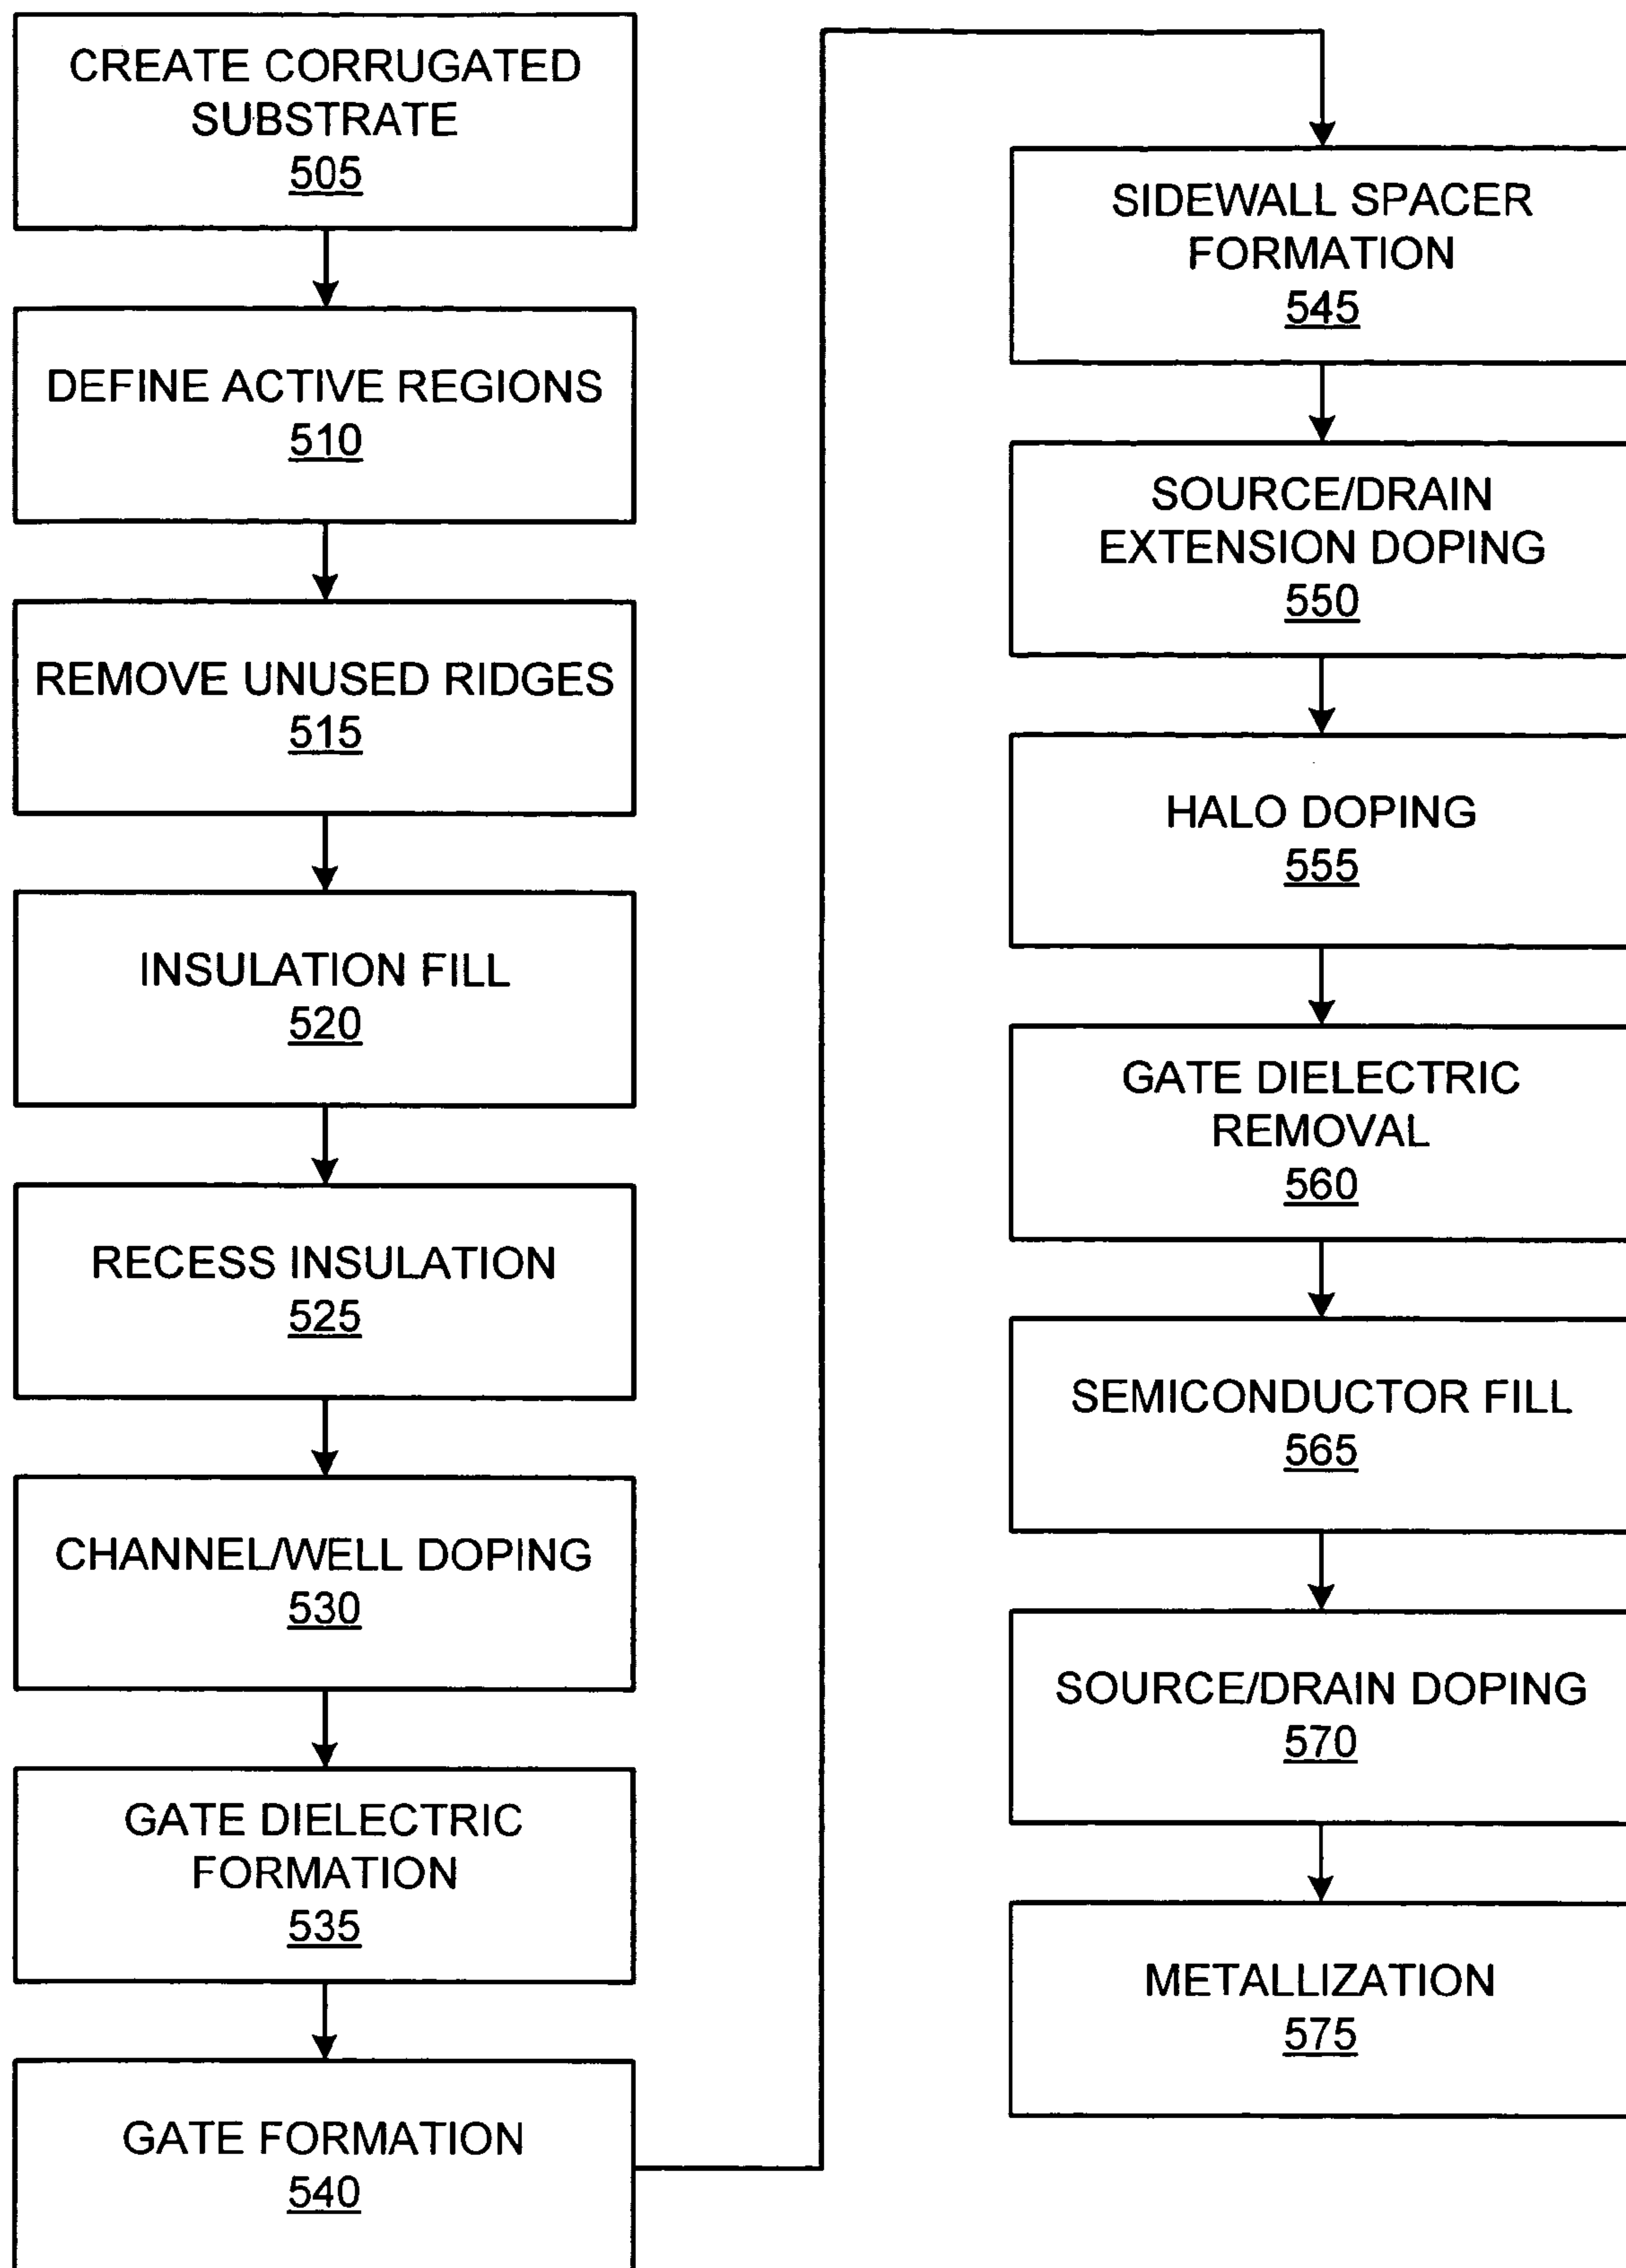 CREATE CORRUGATED
SUBSTRATE
505
DEFINE ACTIVE REGIONS
510
REMOVE UNUSED RIDGES
515
INSULATION FILL
520
RECESS INSULATION
525
CHANNEL/WELL DOPING
530
GATE DIELECTRIC
FORMATION
535
GATE FORMATION
540
SIDEWALL SPACER
FORMATION
545
SOURCE/DRAIN
EXTENSION DOPING
550
HALO DOPING
555
GATE DIELECTRIC
REMOVAL
560
SEMICONDUCTOR FILL
565
SOURCE/DRAIN DOPING
570
METALLIZATION
575